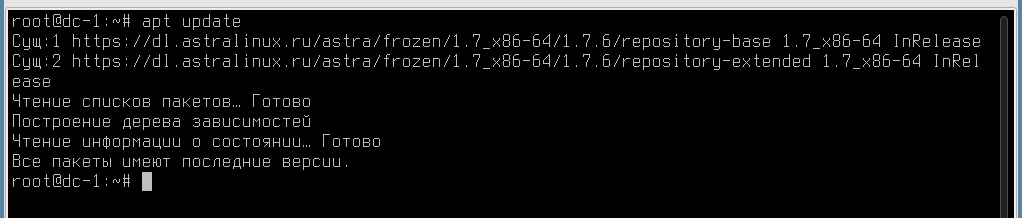 root@dc-1:~# apt update
Сущ:1 https://dl.astralinux.ru/astra/frozen/1.7_x86-64/1.7.6/repository-base 1.7_x86-64 InRelease
Сущ:2 https://dl.astralinux.ru/astra/frozen/1.7_x86-64/1.7.6/repository-extended 1.7_x86-64 InRel
ease
Чтение списков пакетов… Готово
Построение дерева зависимостей
Чтение информации о состоянии… Готово
Все пакеты имеют последние версии.
root@dc-1:~#